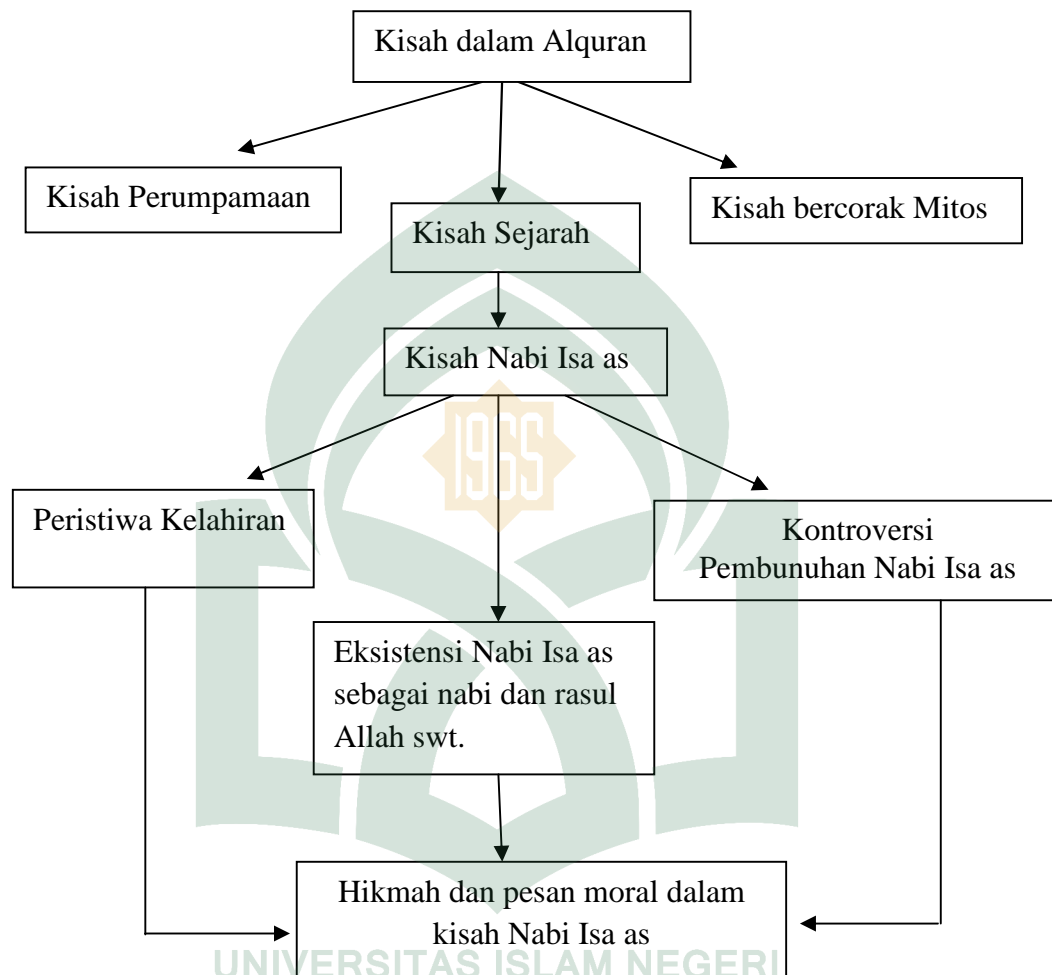 Kisah dalam Alquran
Kisah Perumpamaan
Kisah Sejarah
Kisah bercorak Mitos
Kisah Nabi Isa as
1965
Peristiwa Kelahiran
Kontroversi
Pembunuhan Nabi Isa as
Eksistensi Nabi Isa as
sebagai nabi dan rasul
Allah swt.
Hikmah dan pesan moral dalam
kisah Nabi Isa as
UNIVERSITAS ISLAM NEGERI